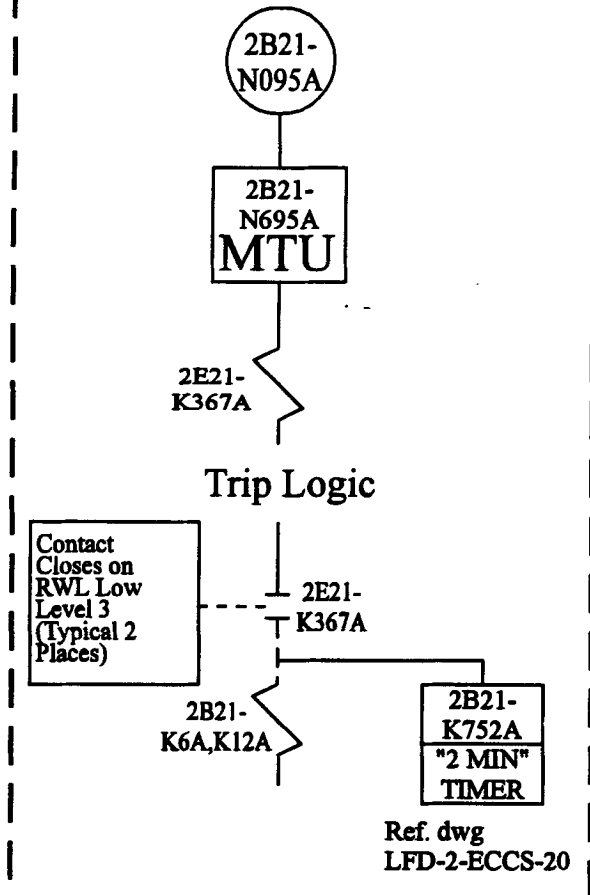 2B21-
N095A
2B21-
N695A
MTU
2E21-
K367A
Trip Logic
Contact
Closes on
RWL Low
Level 3
(Typical 2
Places)
2E21-
K367A
2B21-
K6A,K12A
2B21-
K752A
"2 MIN"
TIMER
Ref. dwg
LFD-2-ECCS-20